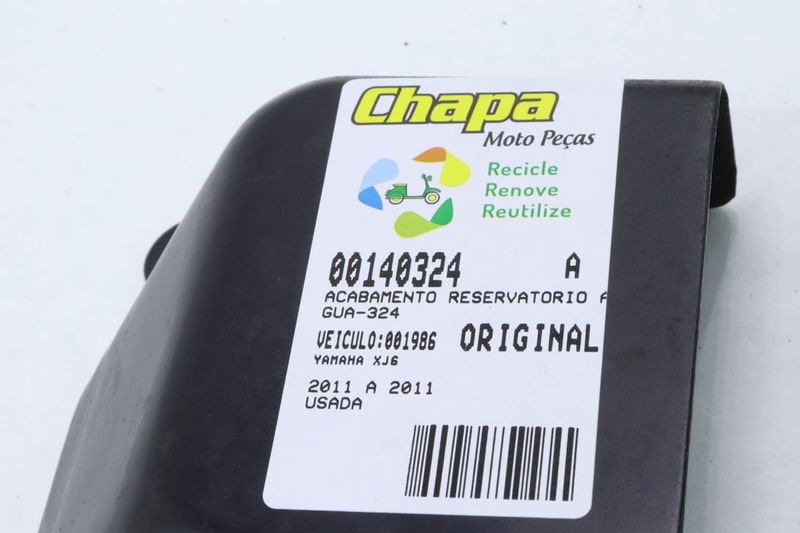 Chapa
Moto Peças
Recicle
Renove
Reutilize
00140324 A
ACABAMENTO RESERVATORIO A
GUA-324
VEICULO:001986 ORIGINAL
YAMAHA XJ6
2011 A 2011
USADA